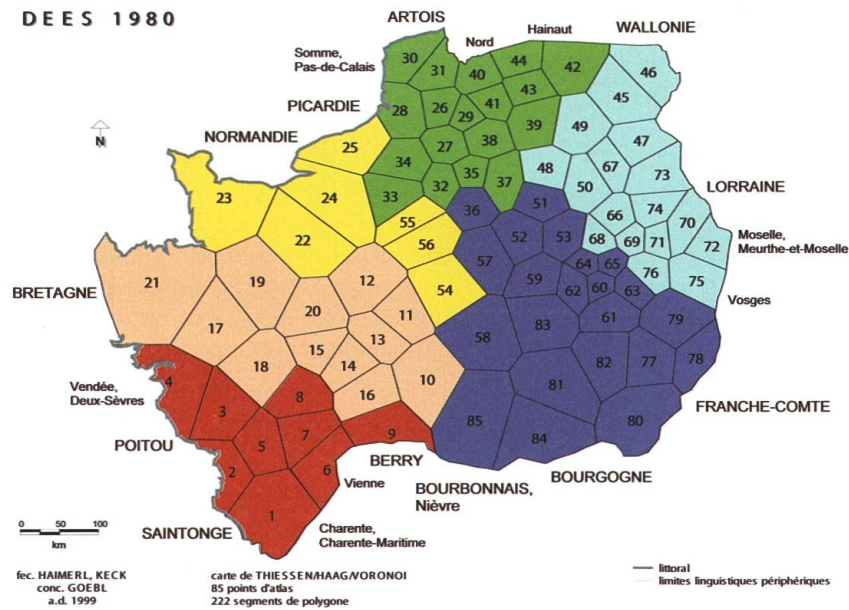 DEES 1980
ARTOIS
Hainaut
WALLONIE
Nord
Somme,
Pas-de-Calais
PICARDIE
NORMANDIE
N
LORRAINE
Moselle,
Meurthe-et-Moselle
Vosges
BRETAGNE
Vendée,
Deux-Sèvres
POITOU
FRANCHE-COMTE
BERRY
BOURGOGNE
BOURBONNAIS,
Nièvre
Vienne
SAINTONGE
Charente,
Charente-Maritime
30 31 40 44 42 46
45
28 26 29 41 43 39 49 47
25
34 27 38 48 67 73
23 24 33 32 35 37 50
36 51 66 74 70
55 52 53 68 69 71 72
22 56
21 19 12 57 64 65 76 75
54 59 62 60 63
17 20 11 61 79
15 13 58 83
18 14 82 77 78
4 8 16 10 81
3
5 7 9 85 80
2 6 84
1
0 50 100
km
fec. HAIMERL, KECK
conc. GOEBL
a.d. 1999
carte de THIESSEN/HAAG/VORONOI
85 points d'atlas
222 segments de polygone
littoral
limites linguistiques périphériques